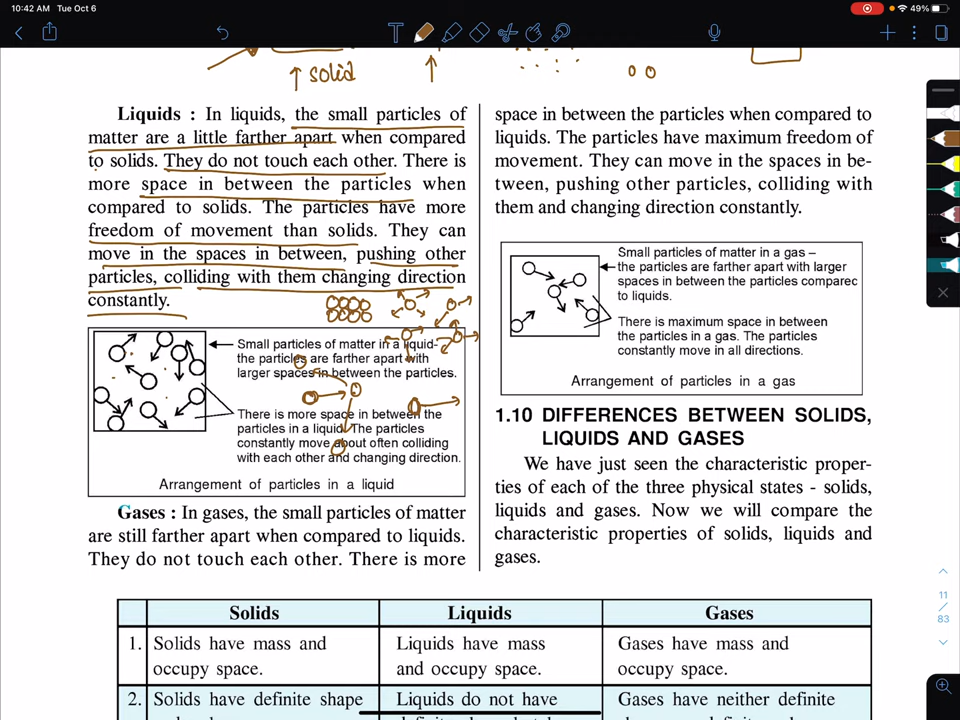 10:42 AM Tue Oct 6
49%
solid
Liquids : In liquids, the small particles of
matter are a little farther apart when compared
to solids. They do not touch each other. There is
more space in between the particles when
compared to solids. The particles have more
freedom of movement than solids. They can
move in the spaces in between, pushing other
particles, colliding with them changing direction
constantly.
Small particles of matter in a liquid-
the particles are farther apart with
larger spaces in between the particles.
There is more space in between the
particles in a liquid. The particles
constantly move about often colliding
with each other and changing direction.
Arrangement of particles in a liquid
Gases : In gases, the small particles of matter
are still farther apart when compared to liquids.
They do not touch each other. There is more
space in between the particles when compared to
liquids. The particles have maximum freedom of
movement. They can move in the spaces in be-
tween, pushing other particles, colliding with
them and changing direction constantly.
Small particles of matter in a gas –
the particles are farther apart with larger
spaces in between the particles compared
to liquids.
There is maximum space in between
the particles in a gas. The particles
constantly move in all directions.
Arrangement of particles in a gas
1.10 DIFFERENCES BETWEEN SOLIDS,
LIQUIDS AND GASES
We have just seen the characteristic proper-
ties of each of the three physical states - solids,
liquids and gases. Now we will compare the
characteristic properties of solids, liquids and
gases.
11
/
83
Solids Liquids Gases
1. Solids have mass and Liquids have mass Gases have mass and
occupy space. and occupy space. occupy space.
2. Solids have definite shape Liquids do not have Gases have neither definite